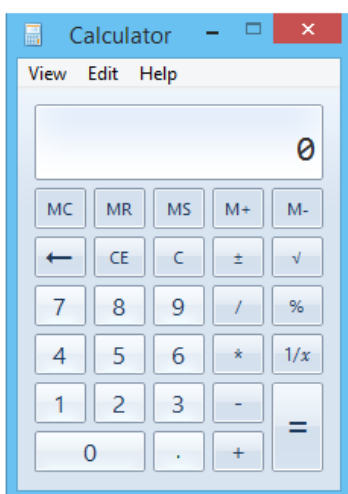 Calculator
View Edit Help
0
MC MR MS M+ M-
← CE C ± √
7 8 9 / %
4 5 6 * 1/x
1 2 3 - =
0 . +